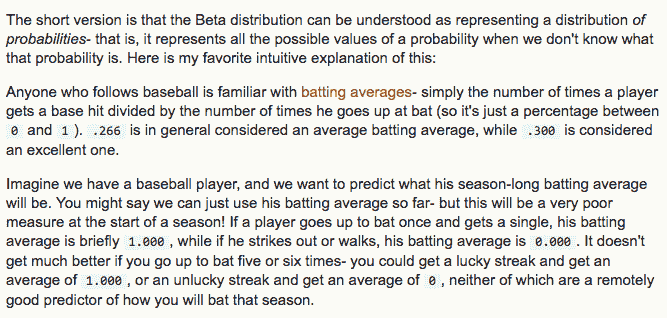 The short version is that the Beta distribution can be understood as representing a distribution of
probabilities- that is, it represents all the possible values of a probability when we don't know what
that probability is. Here is my favorite intuitive explanation of this:
Anyone who follows baseball is familiar with batting averages- simply the number of times a player
gets a base hit divided by the number of times he goes up at bat (so it's just a percentage between
0 and 1 ). .266 is in general considered an average batting average, while .300 is considered
an excellent one.
Imagine we have a baseball player, and we want to predict what his season-long batting average
will be. You might say we can just use his batting average so far- but this will be a very poor
measure at the start of a season! If a player goes up to bat once and gets a single, his batting
average is briefly 1.000 , while if he strikes out or walks, his batting average is 0.000 . It doesn't
get much better if you go up to bat five or six times- you could get a lucky streak and get an
average of 1.000 , or an unlucky streak and get an average of 0 , neither of which are a remotely
good predictor of how you will bat that season.